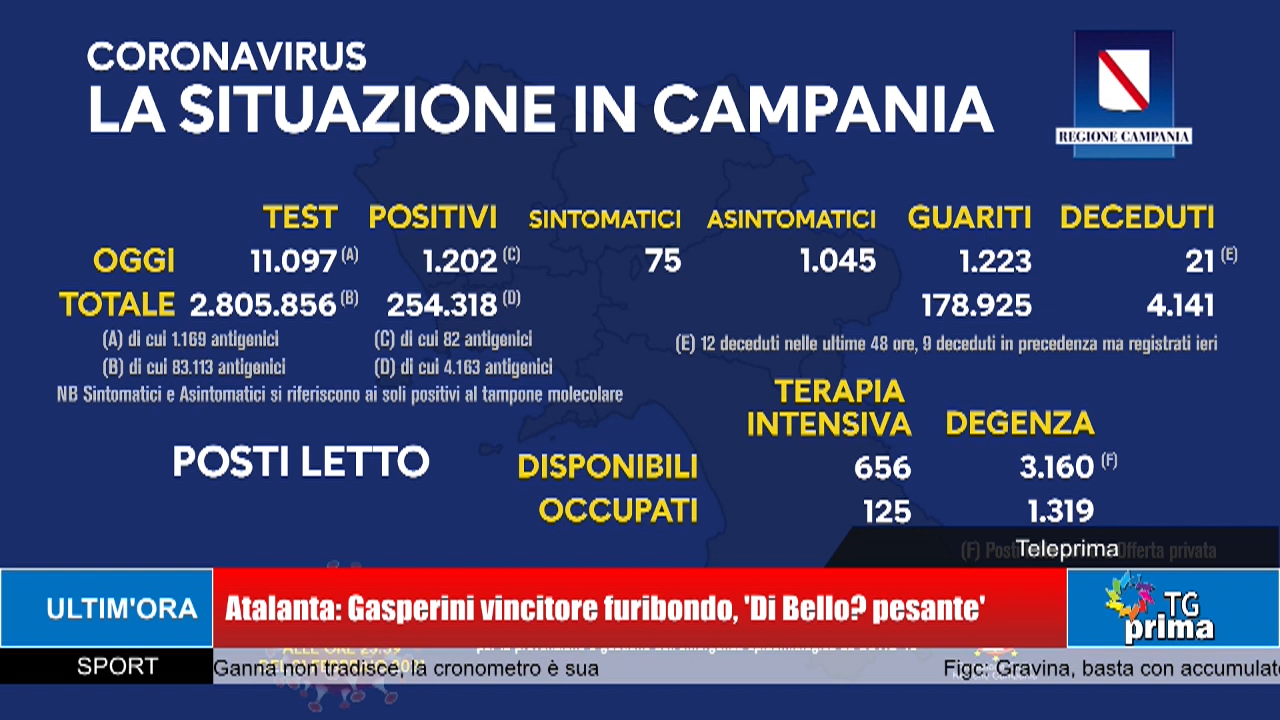 CORONAVIRUS
LA SITUAZIONE IN CAMPANIA
REGIONE CAMPANIA
TEST POSITIVI SINTOMATICI ASINTOMATICI GUARITI DECEDUTI
OGGI 11.097 (A) 1.202 (C) 75 1.045 1.223 21 (E)
TOTALE 2.805.856 (B) 254.318 (D) 178.925 4.141
(A) di cui 1.169 antigenici (C) di cui 82 antigenici (E) 12 deceduti nelle ultime 48 ore, 9 deceduti in precedenza ma registrati ieri
(B) di cui 83.113 antigenici (D) di cui 4.163 antigenici
NB Sintomatici e Asintomatici si riferiscono ai soli positivi al tampone molecolare
TERAPIA
INTENSIVA DEGENZA
POSTI LETTO
DISPONIBILI 656 3.160 (F)
OCCUPATI 125 1.319
(F) Offerta privata
Teleprima
ULTIM'ORA Atalanta: Gasperini vincitore furibondo, 'Di Bello? pesante' TG
prima
SPORT Ganna non tradisce, la cronometro è sua Figc: Gravina, basta con accumulat